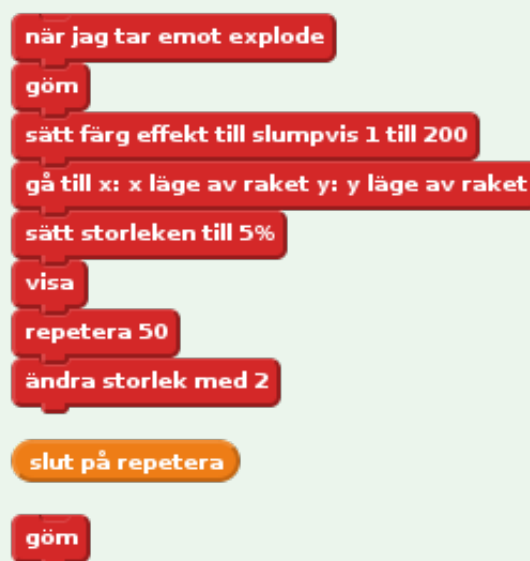 när jag tar emot explode
göm
sätt färg effekt till slumpvis 1 till 200
gå till x: x läge av raket y: y läge av raket
sätt storleken till 5%
visa
repetera 50
ändra storlek med 2
slut på repetera
göm